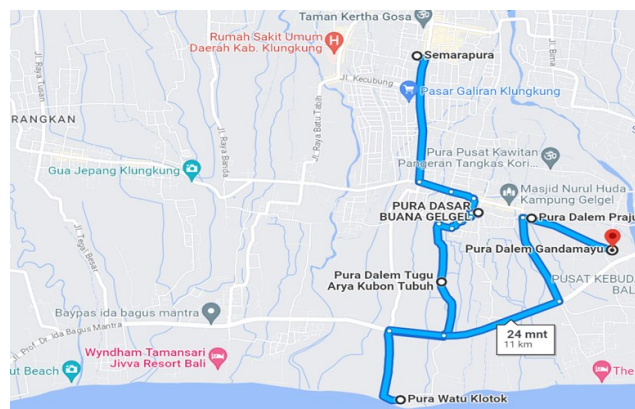 Taman Kertha Gosa
Rumah Sakit Umum
Daerah Kab. Klungkung
Semarapura
Jl. Raya Tusan
Jl. Kecubung
Jl. Bima
Pasar Galiran Klungkung
Jl. Raya Batu Tabih
RANGKAN
Jl. Raya Banda
Pura Pusat Kawitan
Pangeran Tangkas Kori...
Gua Jepang Klungkung
Masjid Nurul Huda
Kampung Gelgel
PURA DASAR
BUANA GELGEL
Pura Dalem Praju
Jl. Tegal Besar
Pura Dalem Gandamayu
Pura Dalem Tugu
Arya Kubon Tubuh
PUSAT KEBUDA
BAL
Baypas ida bagus mantra
Jl. Prof. Dr. Ida Bagus Mantra
24 mnt
11 km
Wyndham Tamansari
Jivva Resort Bali
ut Beach
The
Pura Watu Klotok